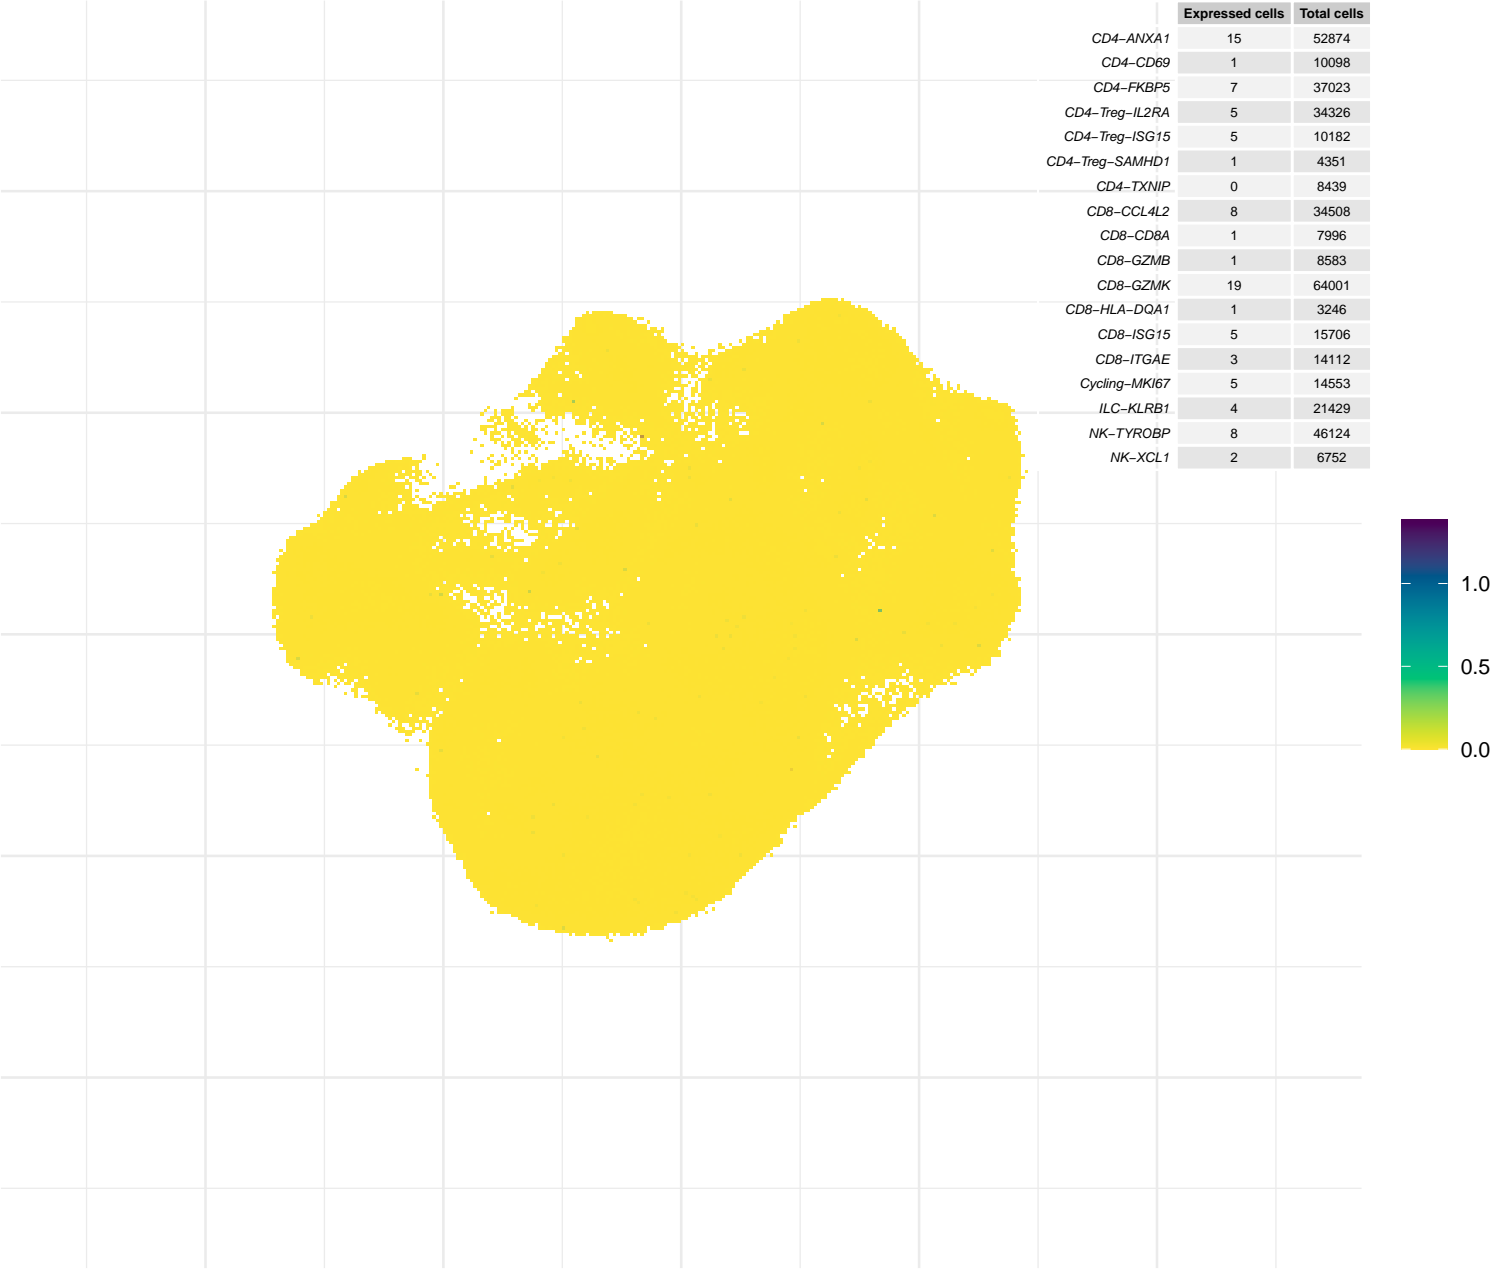 Expressed cells Total cells
CD4−ANXA1 15 52874
CD4−CD69 1 10098
CD4−FKBP5 7 37023
CD4−Treg−IL2RA 5 34326
CD4−Treg−ISG15 5 10182
CD4−Treg−SAMHD1 1 4351
CD4−TXNIP 0 8439
CD8−CCL4L2 8 34508
CD8−CD8A 1 7996
CD8−GZMB 1 8583
CD8−GZMK 19 64001
CD8−HLA−DQA1 1 3246
CD8−ISG15 5 15706
CD8−ITGAE 3 14112
Cycling−MKI67 5 14553
ILC−KLRB1 4 21429
NK−TYROBP 8 46124
NK−XCL1 2 6752
1.0
0.5
0.0